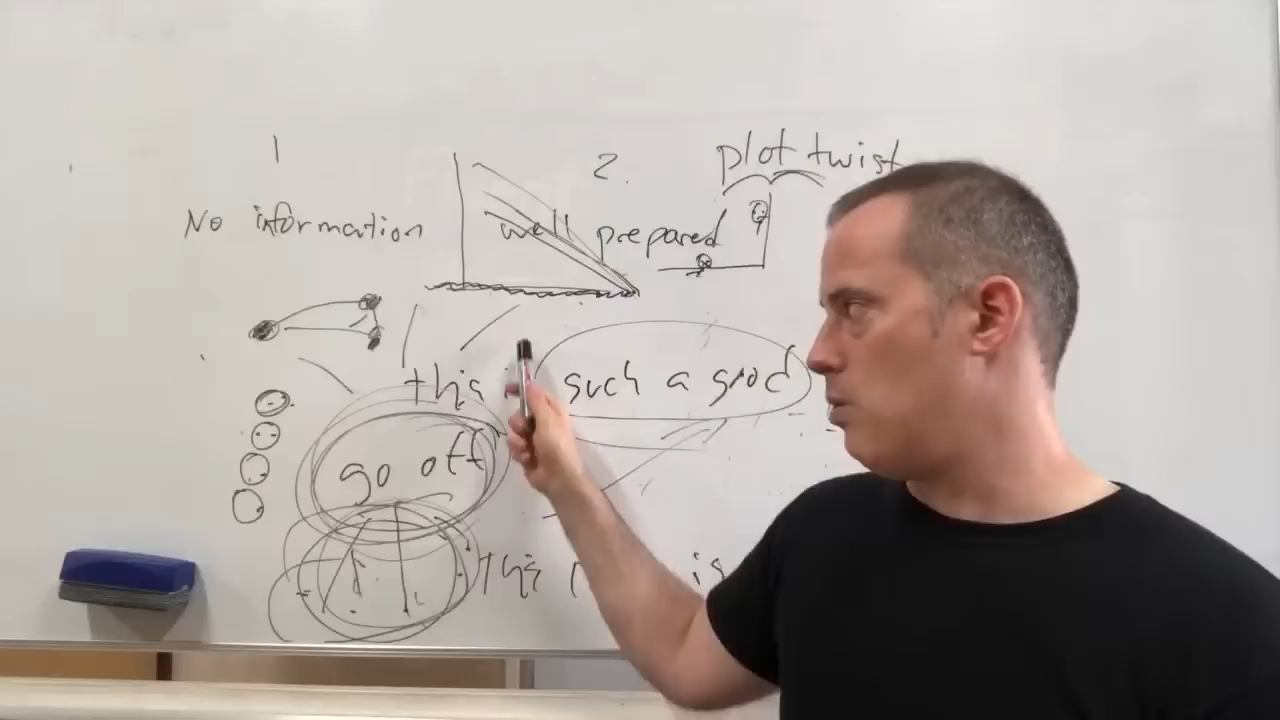 1
2.
plot twist
No information
well prepared
this such a good
go off
this is